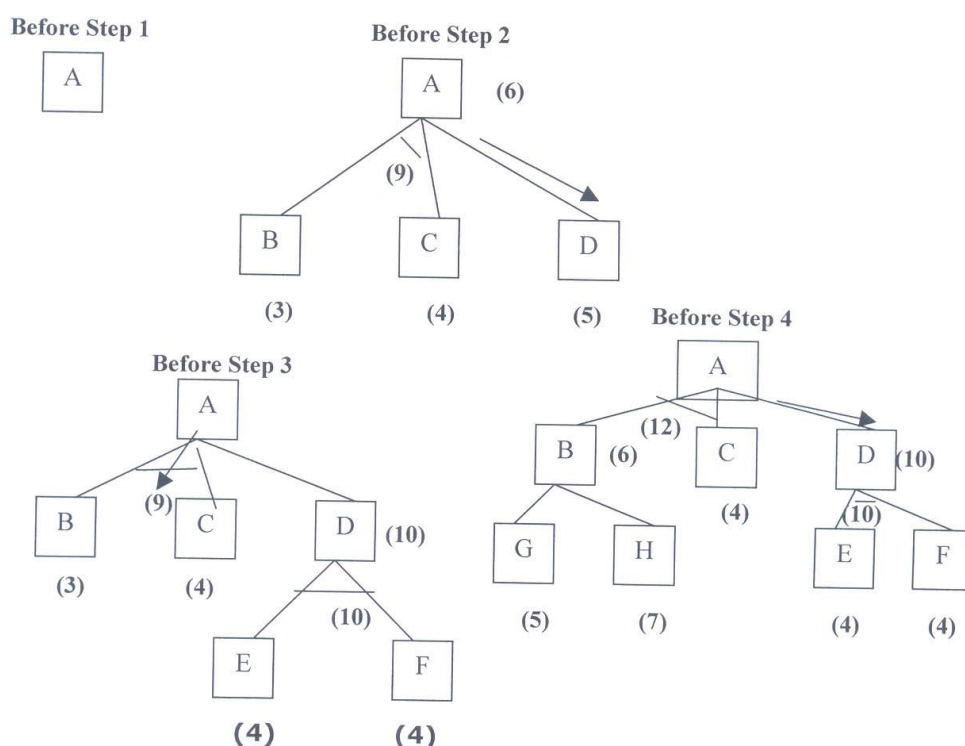 Before Step 1
A
Before Step 2
A (6)
(9)
B C D
(3) (4) (5)
Before Step 3
A
(9)
B C D (10)
(3) (4)
(10)
E F
(4) (4)
Before Step 4
A
(12)
B (6) C D (10)
(4) (10)
G H E F
(5) (7) (4) (4)